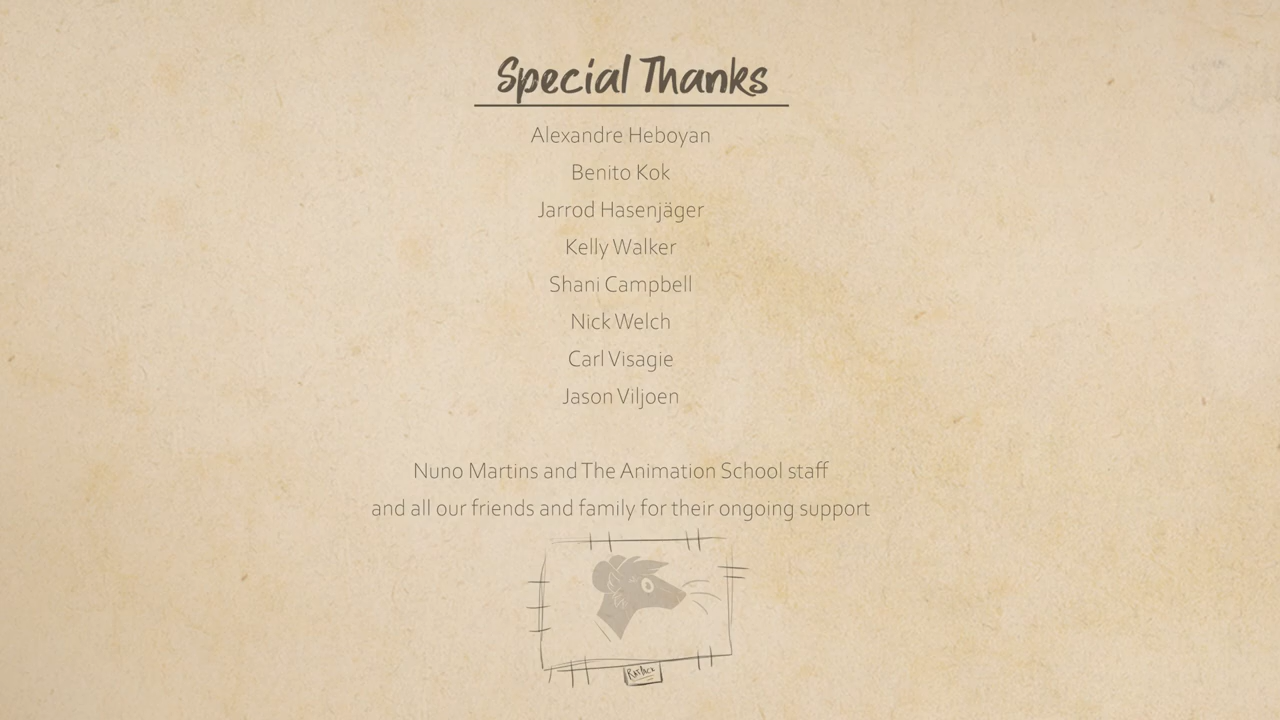 Special Thanks
Alexandre Heboyan
Benito Kok
Jarrod Hasenjäger
Kelly Walker
Shani Campbell
Nick Welch
Carl Visagie
Jason Viljoen
Nuno Martins and The Animation School staff
and all our friends and family for their ongoing support